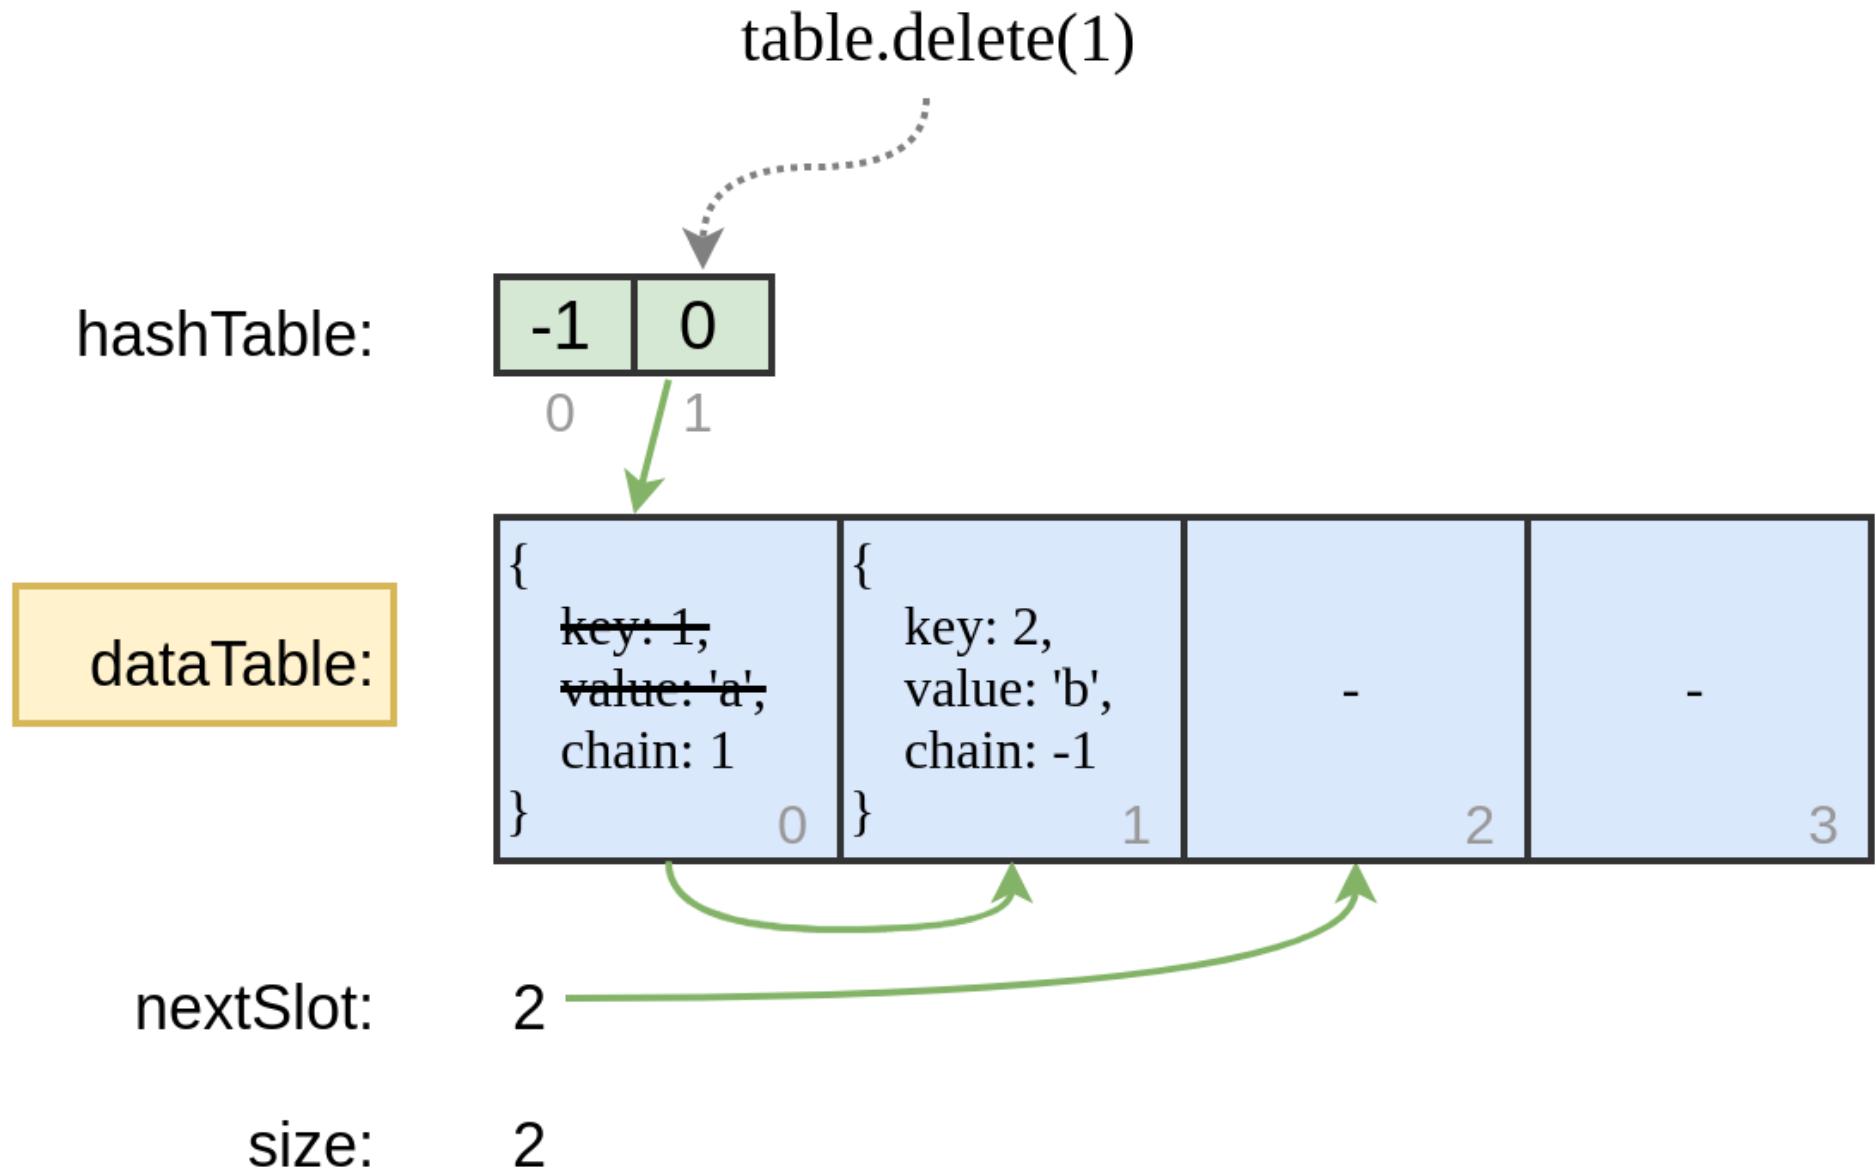 table.delete(1)
hashTable:
-1 0
0 1
dataTable:
{
key: 1,
value: 'a',
chain: 1
}
0
{
key: 2,
value: 'b',
chain: -1
}
1
-
2
-
3
nextSlot: 2
size: 2